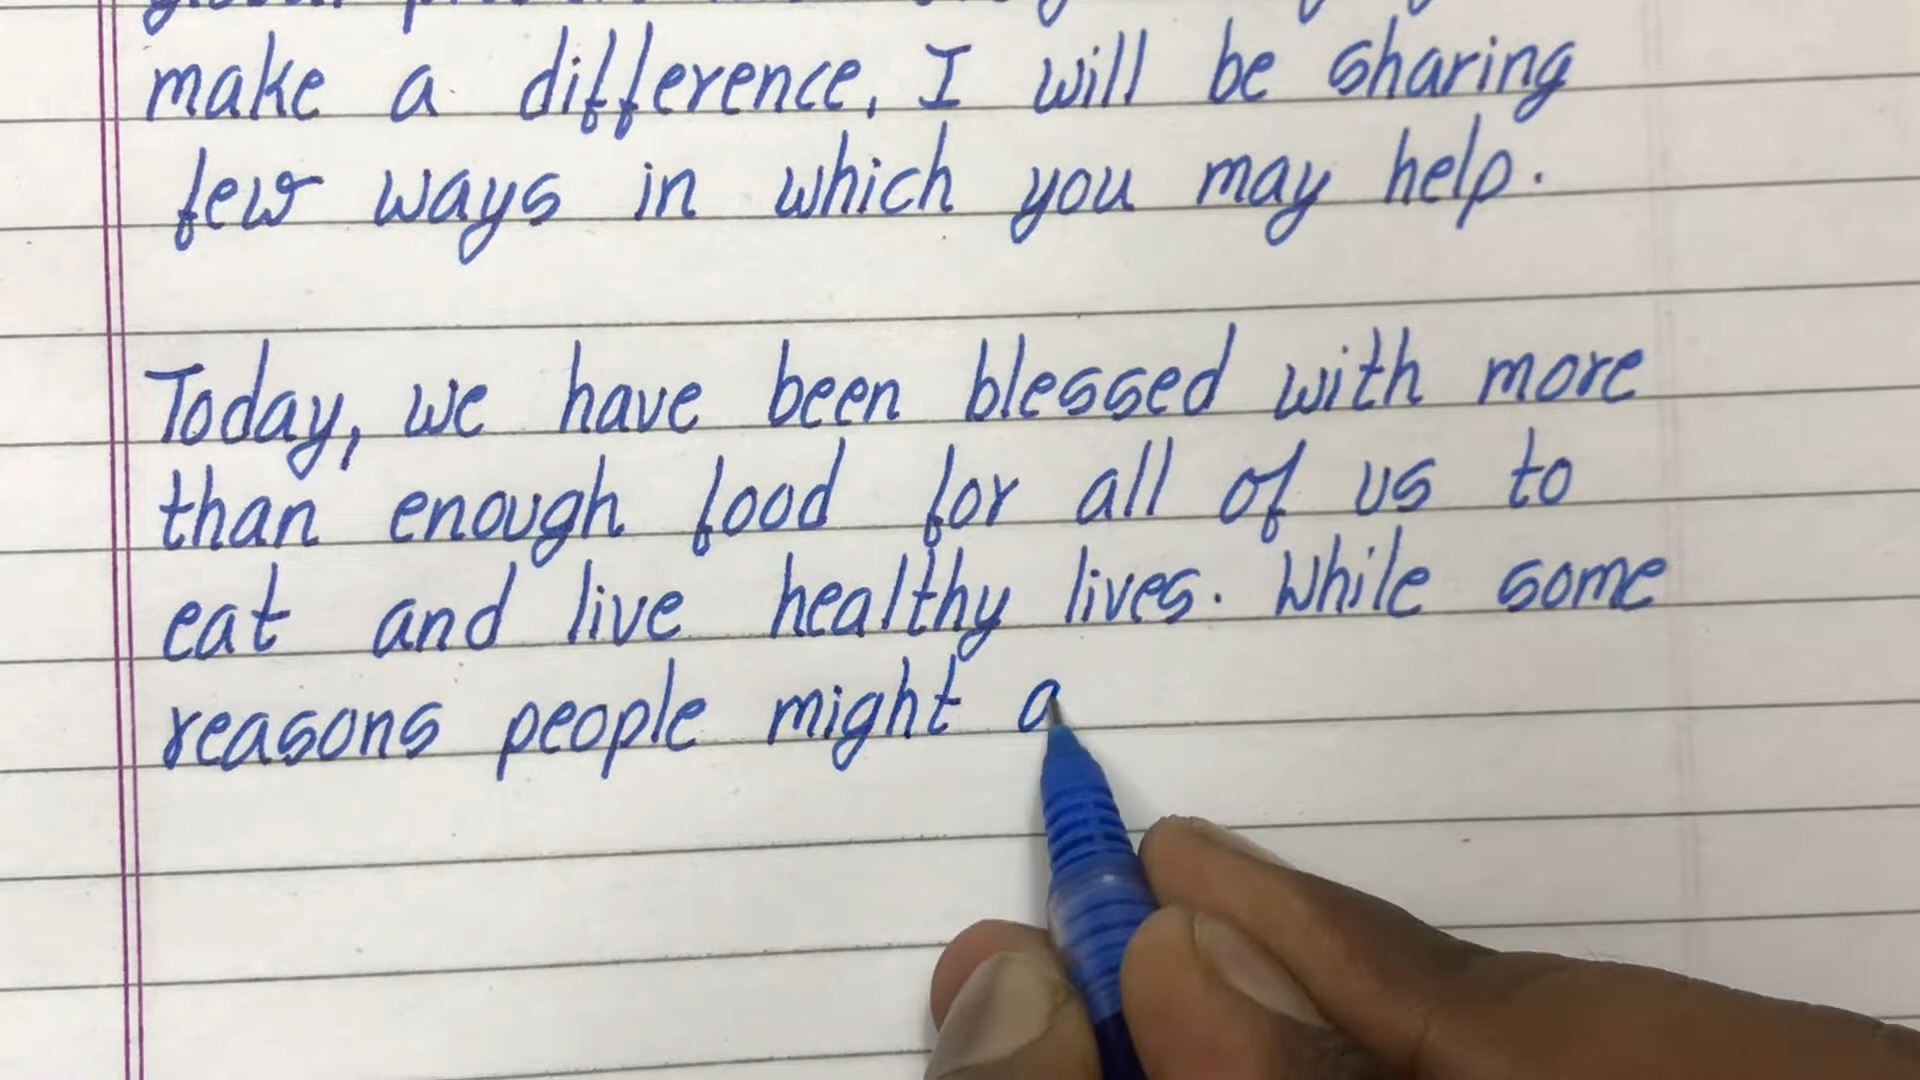 global
make a difference, I will be sharing
few ways in which you may help.
Today, we have been blessed with more
than enough food for all of us to
eat and live healthy lives. While some
reasons people might a